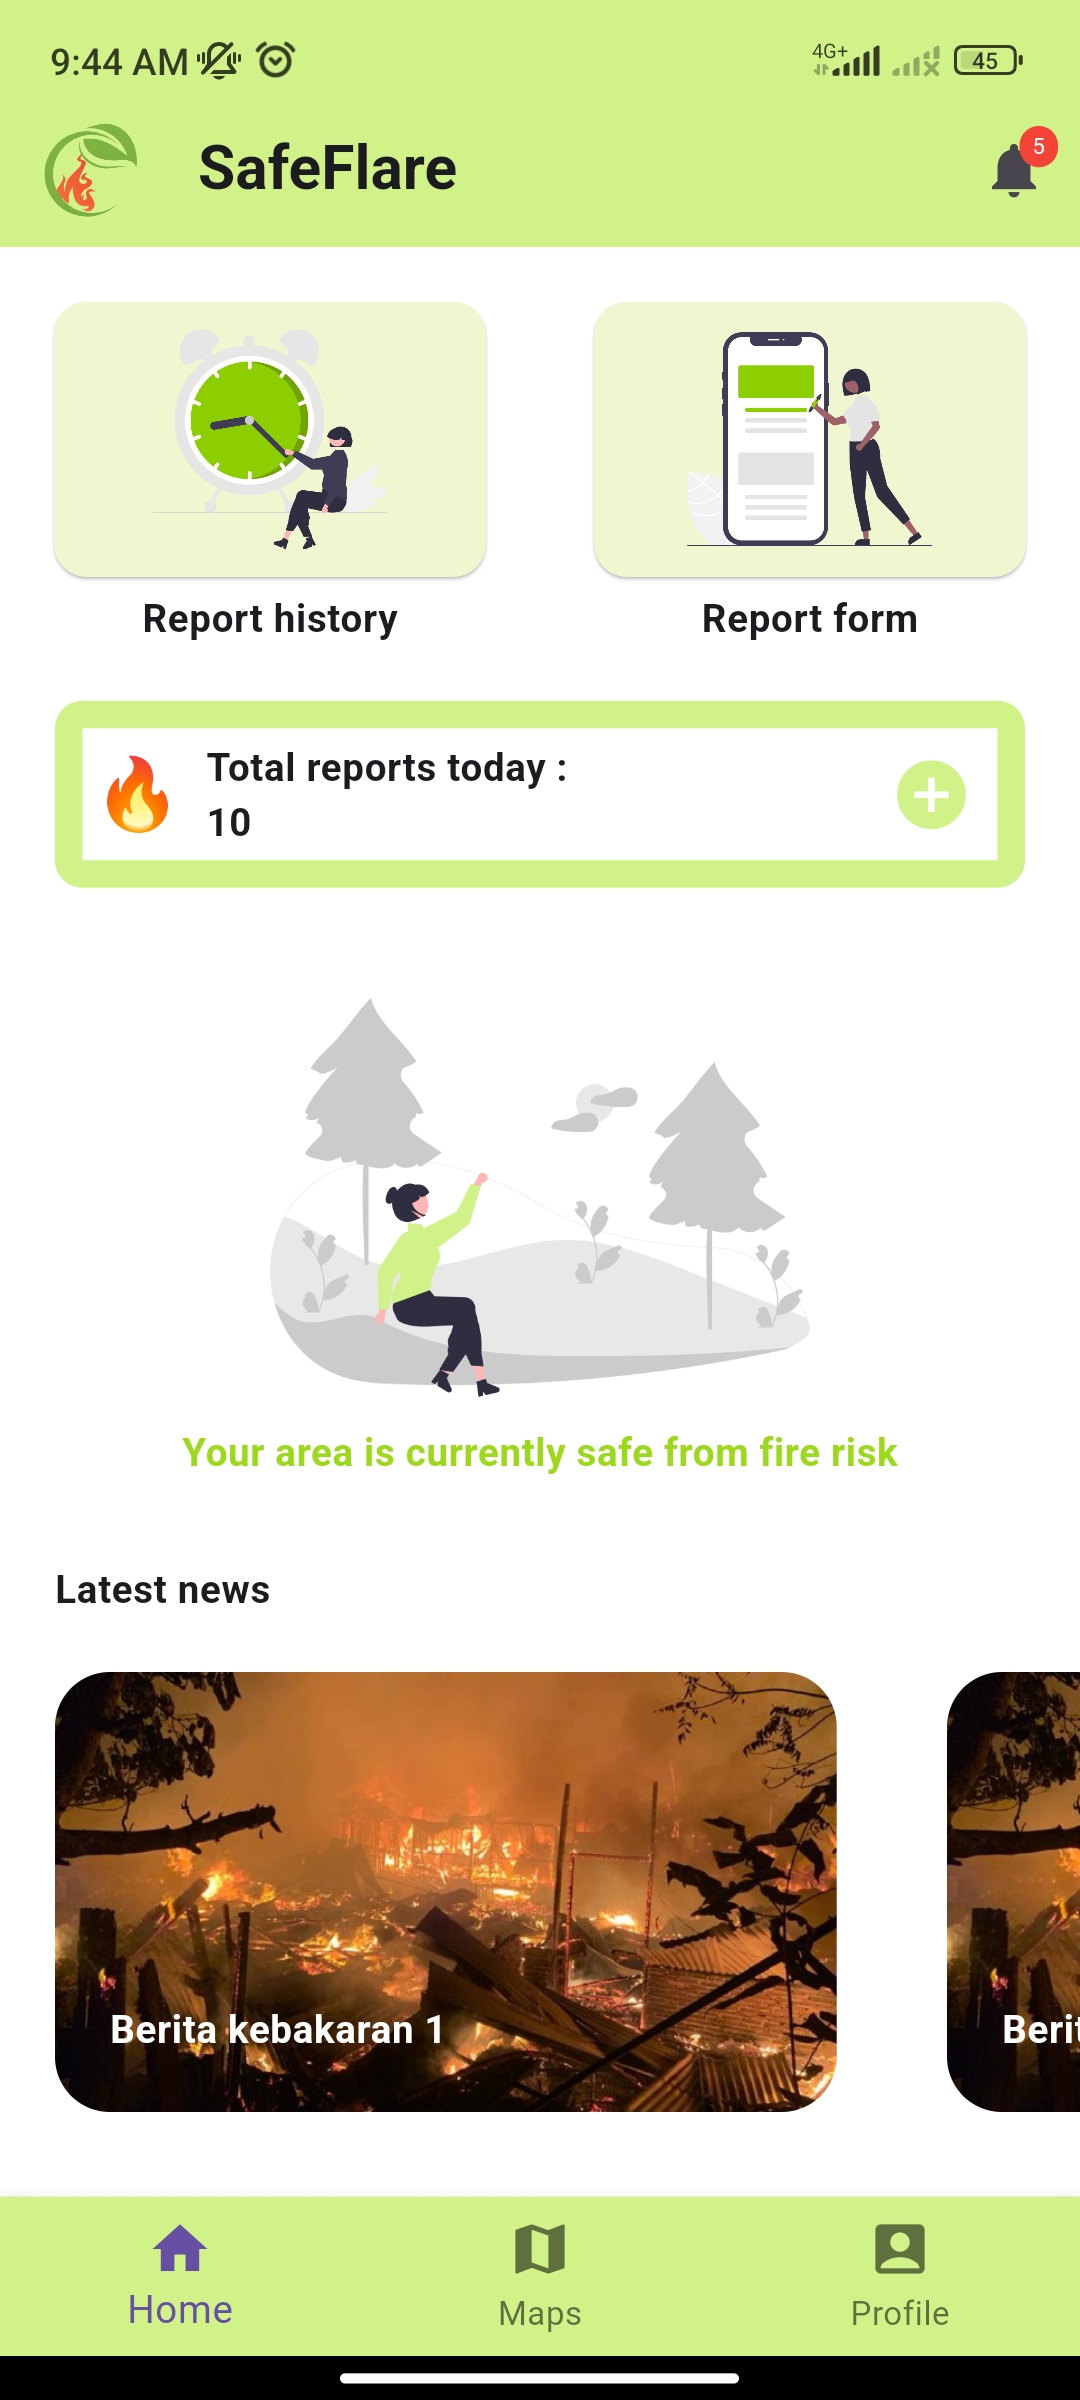 9:44 AM
4G+
45
SafeFlare
5
Report history
Report form
Total reports today :
10
Your area is currently safe from fire risk
Latest news
Berita kebakaran 1
Berit
Home
Maps
Profile